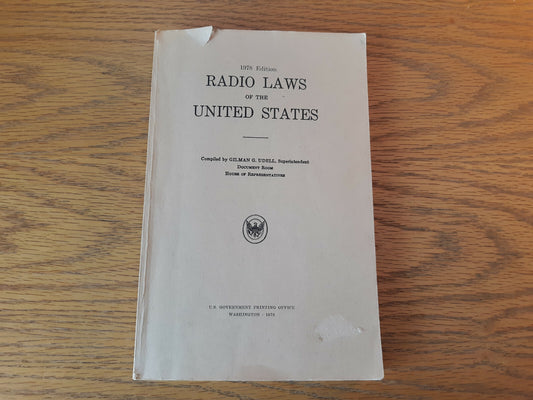 1978 Edition
RADIO LAWS
OF THE
UNITED STATES
Compiled by GILMAN G. UDELL, Superintendent
DOCUMENT ROOM
HOUSE OF REPRESENTATIVES
U.S. GOVERNMENT PRINTING OFFICE
WASHINGTON : 1978